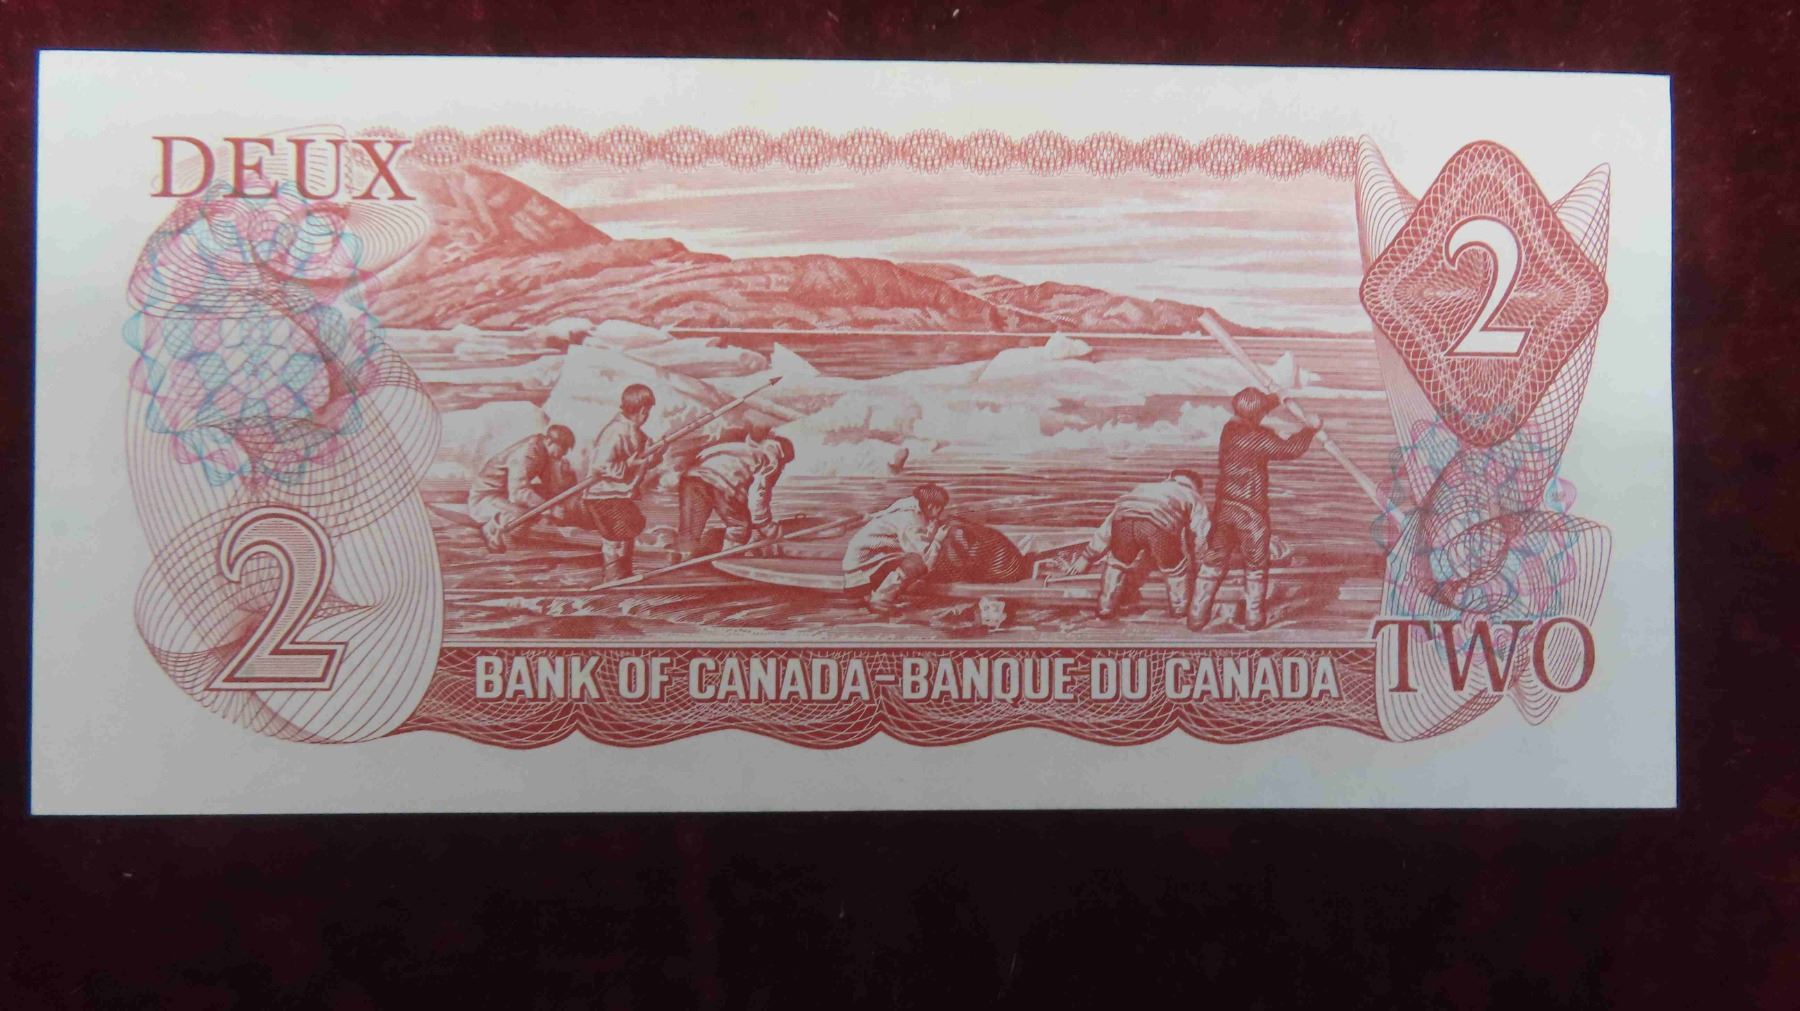 DEUX
2
2
BANK OF CANADA-BANQUE DU CANADA
TWO